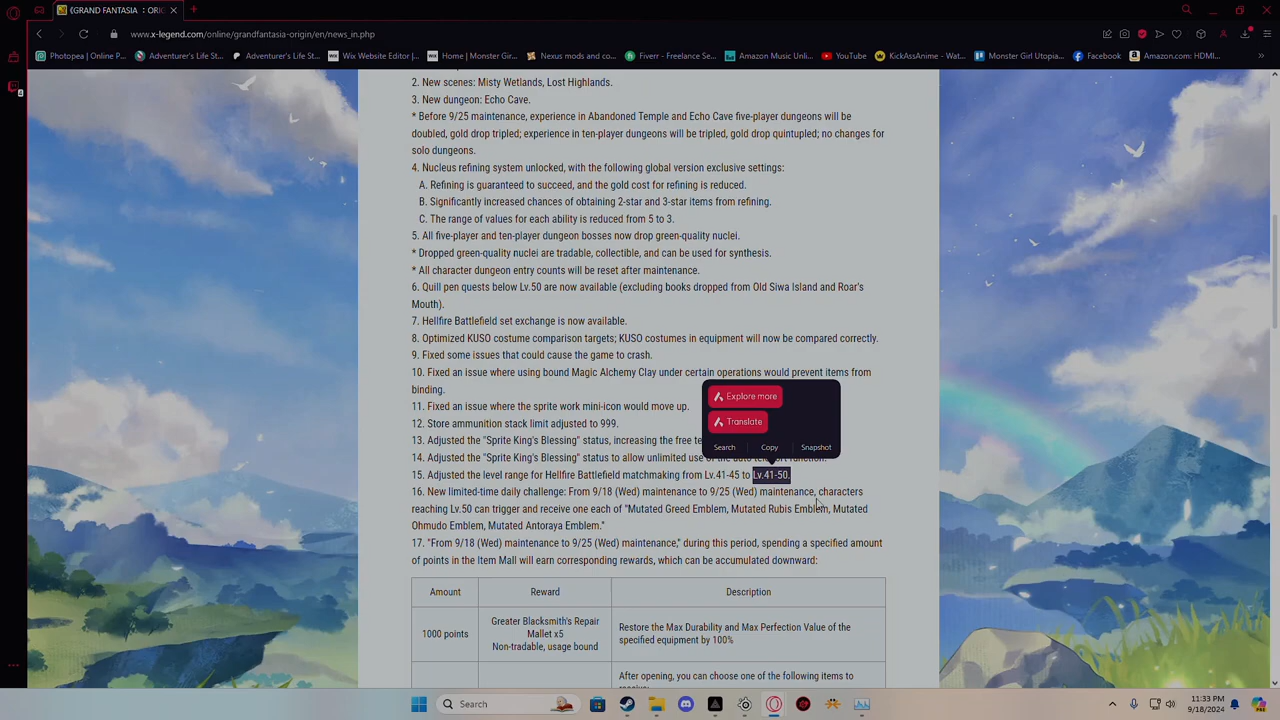 《GRAND FANTASIA : ORIG
www.x-legend.com/online/grandfantasia-origin/en/news_in.php
Photopea | Online P...
Adventurer's Life St...
Adventurer's Life St...
Wix Website Editor |...
Home | Monster Gir...
Nexus mods and co...
Fiverr - Freelance Se...
Amazon Music Unli...
YouTube
KickAssAnime - Wat...
Monster Girl Utopia...
Facebook
Amazon.com: HDMI...
4
2. New scenes: Misty Wetlands, Lost Highlands.
3. New dungeon: Echo Cave.
* Before 9/25 maintenance, experience in Abandoned Temple and Echo Cave five-player dungeons will be
doubled, gold drop tripled; experience in ten-player dungeons will be tripled, gold drop quintupled; no changes for
solo dungeons.
4. Nucleus refining system unlocked, with the following global version exclusive settings:
A. Refining is guaranteed to succeed, and the gold cost for refining is reduced.
B. Significantly increased chances of obtaining 2-star and 3-star items from refining.
C. The range of values for each ability is reduced from 5 to 3.
5. All five-player and ten-player dungeon bosses now drop green-quality nuclei.
* Dropped green-quality nuclei are tradable, collectible, and can be used for synthesis.
* All character dungeon entry counts will be reset after maintenance.
6. Quill pen quests below Lv.50 are now available (excluding books dropped from Old Siwa Island and Roar's
Mouth).
7. Hellfire Battlefield set exchange is now available.
8. Optimized KUSO costume comparison targets; KUSO costumes in equipment will now be compared correctly.
9. Fixed some issues that could cause the game to crash.
10. Fixed an issue where using bound Magic Alchemy Clay under certain operations would prevent items from
binding.
11. Fixed an issue where the sprite work mini-icon would move up.
12. Store ammunition stack limit adjusted to 999.
13. Adjusted the "Sprite King's Blessing" status, increasing the free te
14. Adjusted the "Sprite King's Blessing" status to allow unlimited use
Explore more
Translate
Search Copy Snapshot
15. Adjusted the level range for Hellfire Battlefield matchmaking from Lv.41-45 to Lv.41-50.
16. New limited-time daily challenge: From 9/18 (Wed) maintenance to 9/25 (Wed) maintenance, characters
reaching Lv.50 can trigger and receive one each of "Mutated Greed Emblem, Mutated Rubis Emblem, Mutated
Ohmudo Emblem, Mutated Antoraya Emblem."
17. "From 9/18 (Wed) maintenance to 9/25 (Wed) maintenance," during this period, spending a specified amount
of points in the Item Mall will earn corresponding rewards, which can be accumulated downward:
Amount Reward Description
1000 points
Greater Blacksmith's Repair
Mallet x5
Non-tradable, usage bound
Restore the Max Durability and Max Perfection Value of the
specified equipment by 100%
After opening, you can choose one of the following items to
Search
11:33 PM
9/18/2024